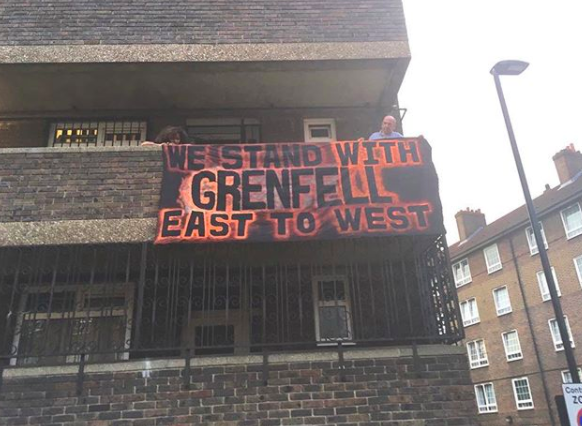 WE STAND WITH
GRENFELL
EAST TO WEST